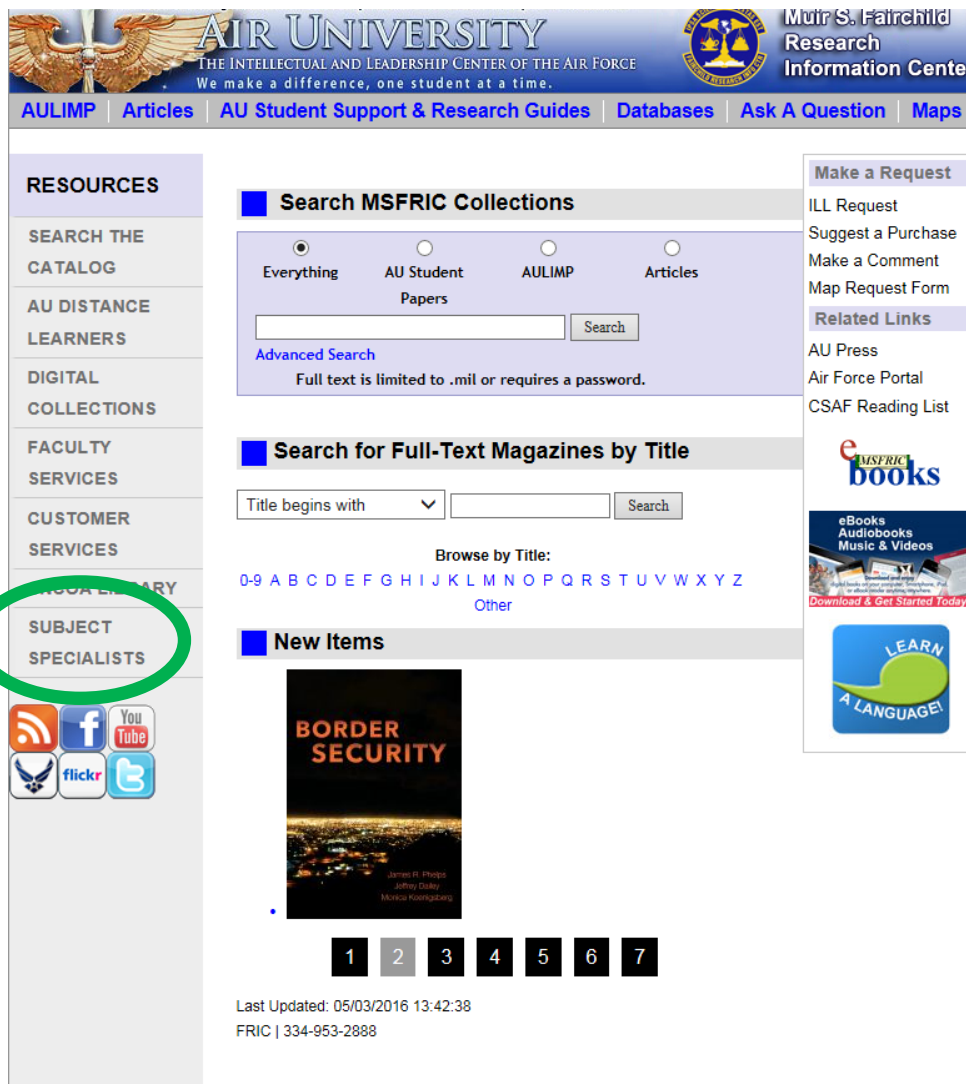 AIR UNIVERSITY
THE INTELLECTUAL AND LEADERSHIP CENTER OF THE AIR FORCE
We make a difference, one student at a time.
Muir S. Fairchild
Research
Information Cente
AULIMP Articles AU Student Support & Research Guides Databases Ask A Question Maps
RESOURCES
SEARCH THE
CATALOG
AU DISTANCE
LEARNERS
DIGITAL
COLLECTIONS
FACULTY
SERVICES
CUSTOMER
SERVICES
LIBRARY
SUBJECT
SPECIALISTS
You
Tube
flickr
Search MSFRIC Collections
Everything AU Student AULIMP Articles
Papers
Search
Advanced Search
Full text is limited to .mil or requires a password.
Search for Full-Text Magazines by Title
Title begins with Search
Browse by Title:
0-9 A B C D E F G H I J K L M N O P Q R S T U V W X Y Z
Other
New Items
BORDER
SECURITY
James R. Phelps
Jeffrey Dailey
Monica Koenigsberg
1 2 3 4 5 6 7
Last Updated: 05/03/2016 13:42:38
FRIC | 334-953-2888
Make a Request
ILL Request
Suggest a Purchase
Make a Comment
Map Request Form
Related Links
AU Press
Air Force Portal
CSAF Reading List
e
MSFRIC
books
eBooks
Audiobooks
Music & Videos
Download & Get Started Today
LEARN
A LANGUAGE!